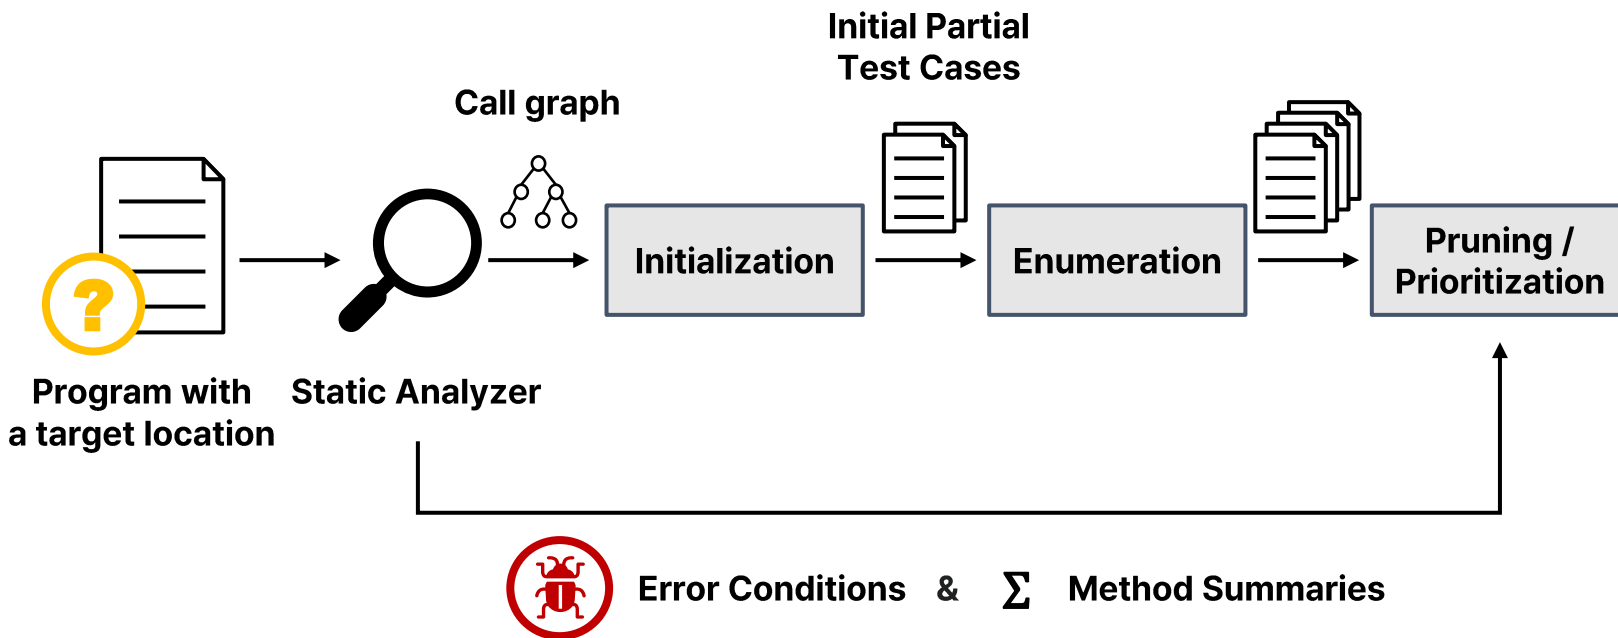 Initial Partial
Test Cases
Call graph
Initialization
Enumeration
Pruning /
Prioritization
?
Program with
a target location
Static Analyzer
Error Conditions & Σ Method Summaries